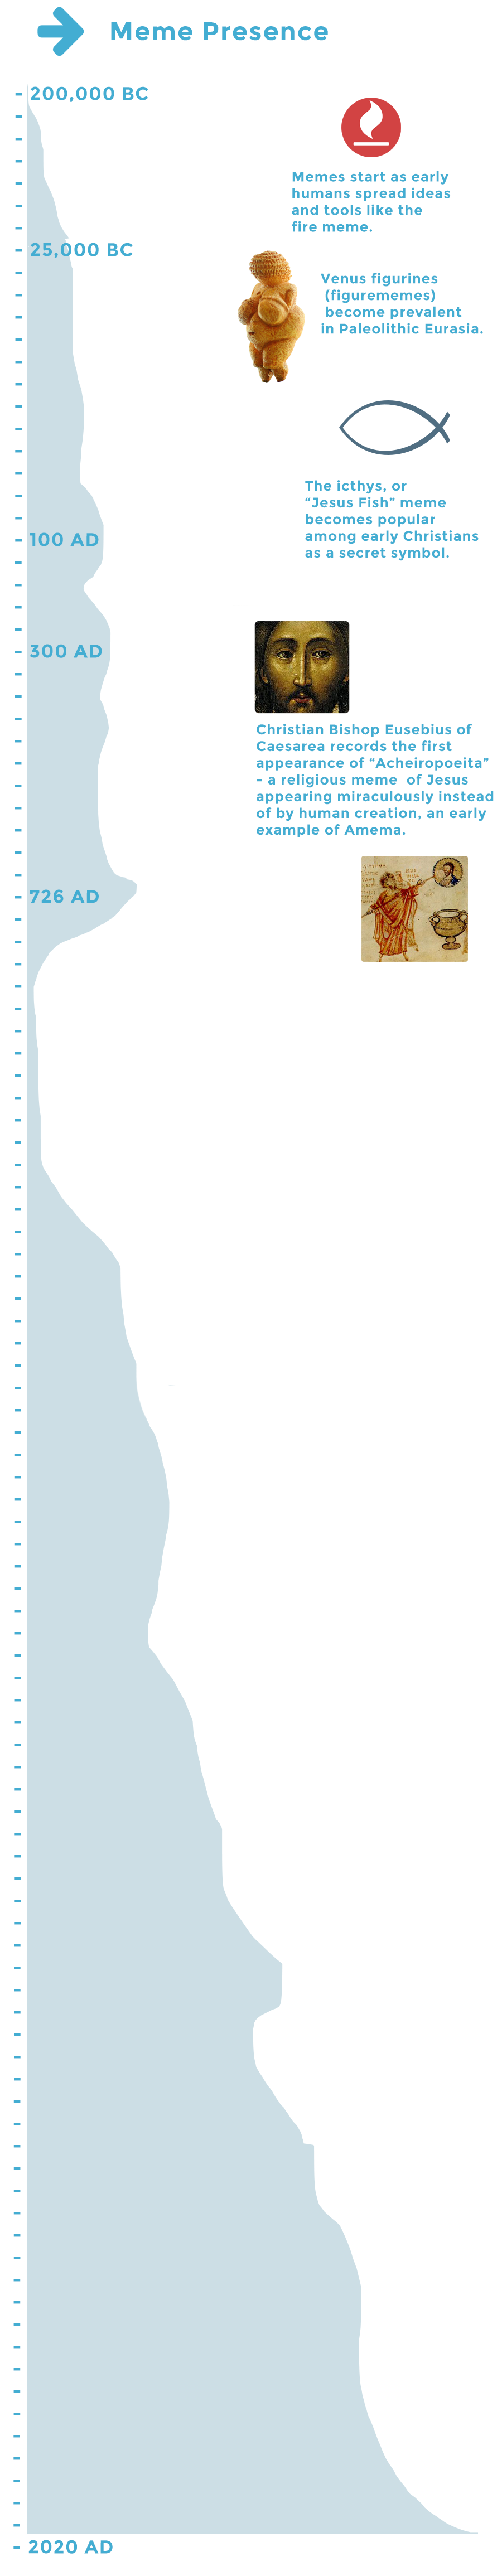 Meme Presence
200,000 BC
Memes start as early
humans spread ideas
and tools like the
fire meme.
25,000 BC
Venus figurines
(figurememes)
become prevalent
in Paleolithic Eurasia.
The icthys, or
“Jesus Fish” meme
becomes popular
among early Christians
as a secret symbol.
100 AD
300 AD
Christian Bishop Eusebius of
Caesarea records the first
appearance of “Acheiropoeita”
- a religious meme of Jesus
appearing miraculously instead
of by human creation, an early
example of Amema.
726 AD
2020 AD